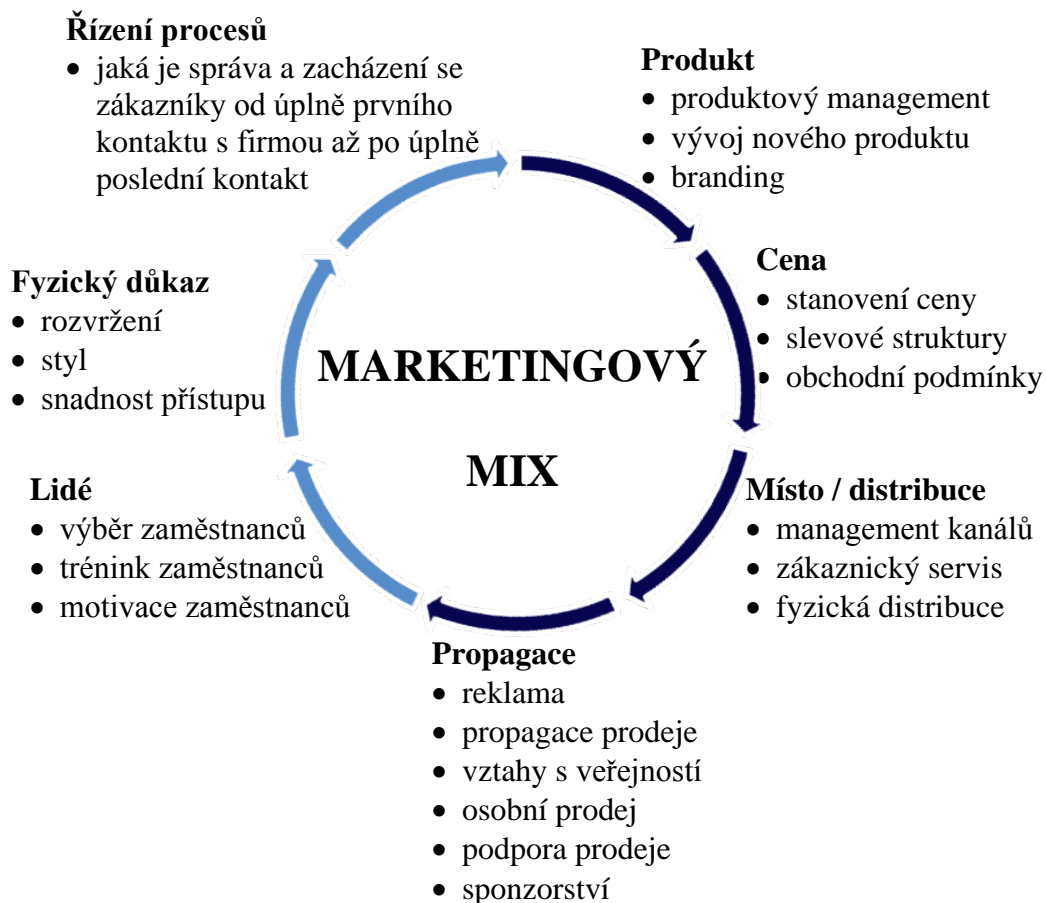 Řízení procesů
• jaká je správa a zacházení se
zákazníky od úplně prvního
kontaktu s firmou až po úplně
poslední kontakt
Produkt
• produktový management
• vývoj nového produktu
• branding
Cena
• stanovení ceny
• slevové struktury
• obchodní podmínky
Fyzický důkaz
• rozvržení
• styl
• snadnost přístupu
MARKETINGOVÝ
MIX
Lidé
• výběr zaměstnanců
• trénink zaměstnanců
• motivace zaměstnanců
Místo / distribuce
• management kanálů
• zákaznický servis
• fyzická distribuce
Propagace
• reklama
• propagace prodeje
• vztahy s veřejností
• osobní prodej
• podpora prodeje
• sponzorství